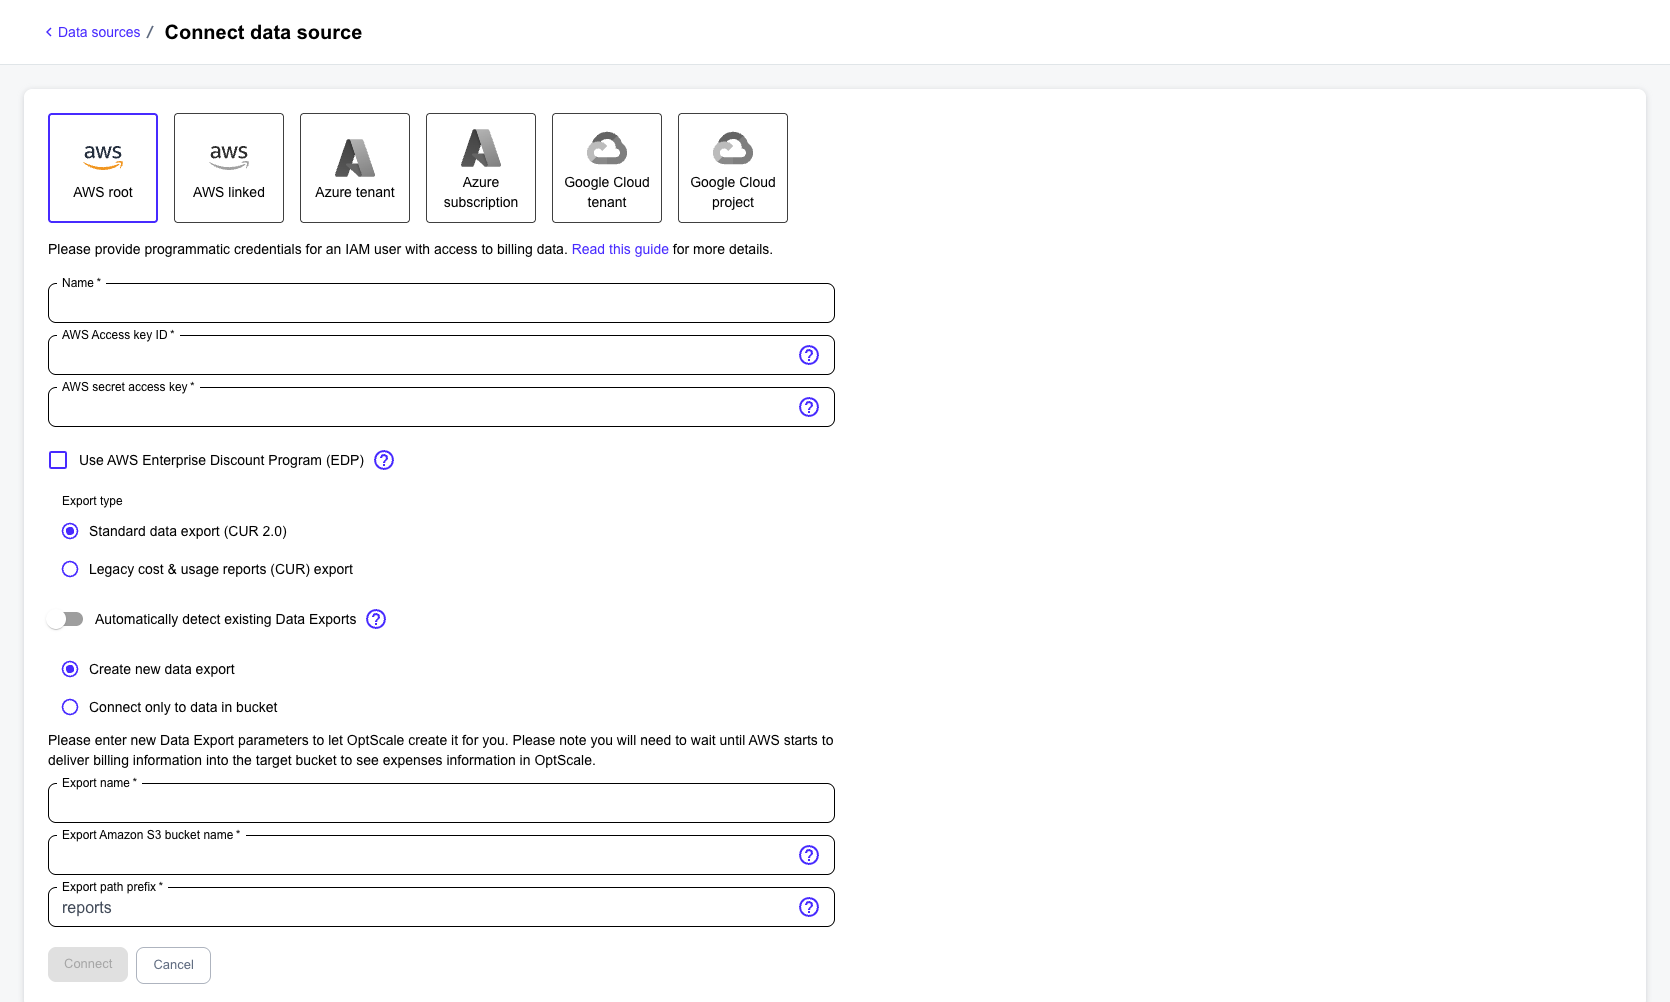 Data sources / Connect data source
aws
AWS root
aws
AWS linked
Azure tenant
Azure
subscription
Google Cloud
tenant
Google Cloud
project
Please provide programmatic credentials for an IAM user with access to billing data. Read this guide for more details.
Name *
AWS Access key ID *
AWS secret access key *
Use AWS Enterprise Discount Program (EDP)
Export type
Standard data export (CUR 2.0)
Legacy cost & usage reports (CUR) export
Automatically detect existing Data Exports
Create new data export
Connect only to data in bucket
Please enter new Data Export parameters to let OptScale create it for you. Please note you will need to wait until AWS starts to
deliver billing information into the target bucket to see expenses information in OptScale.
Export name *
Export Amazon S3 bucket name *
Export path prefix *
reports
Connect
Cancel